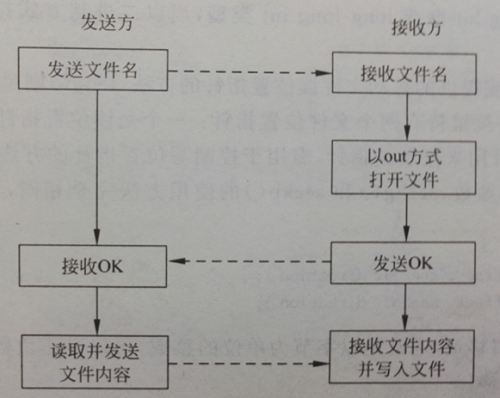 发送方
接收方
发送文件名
接收文件名
以out方式
打开文件
接收OK
发送OK
读取并发送
文件内容
接收文件内容
并写入文件